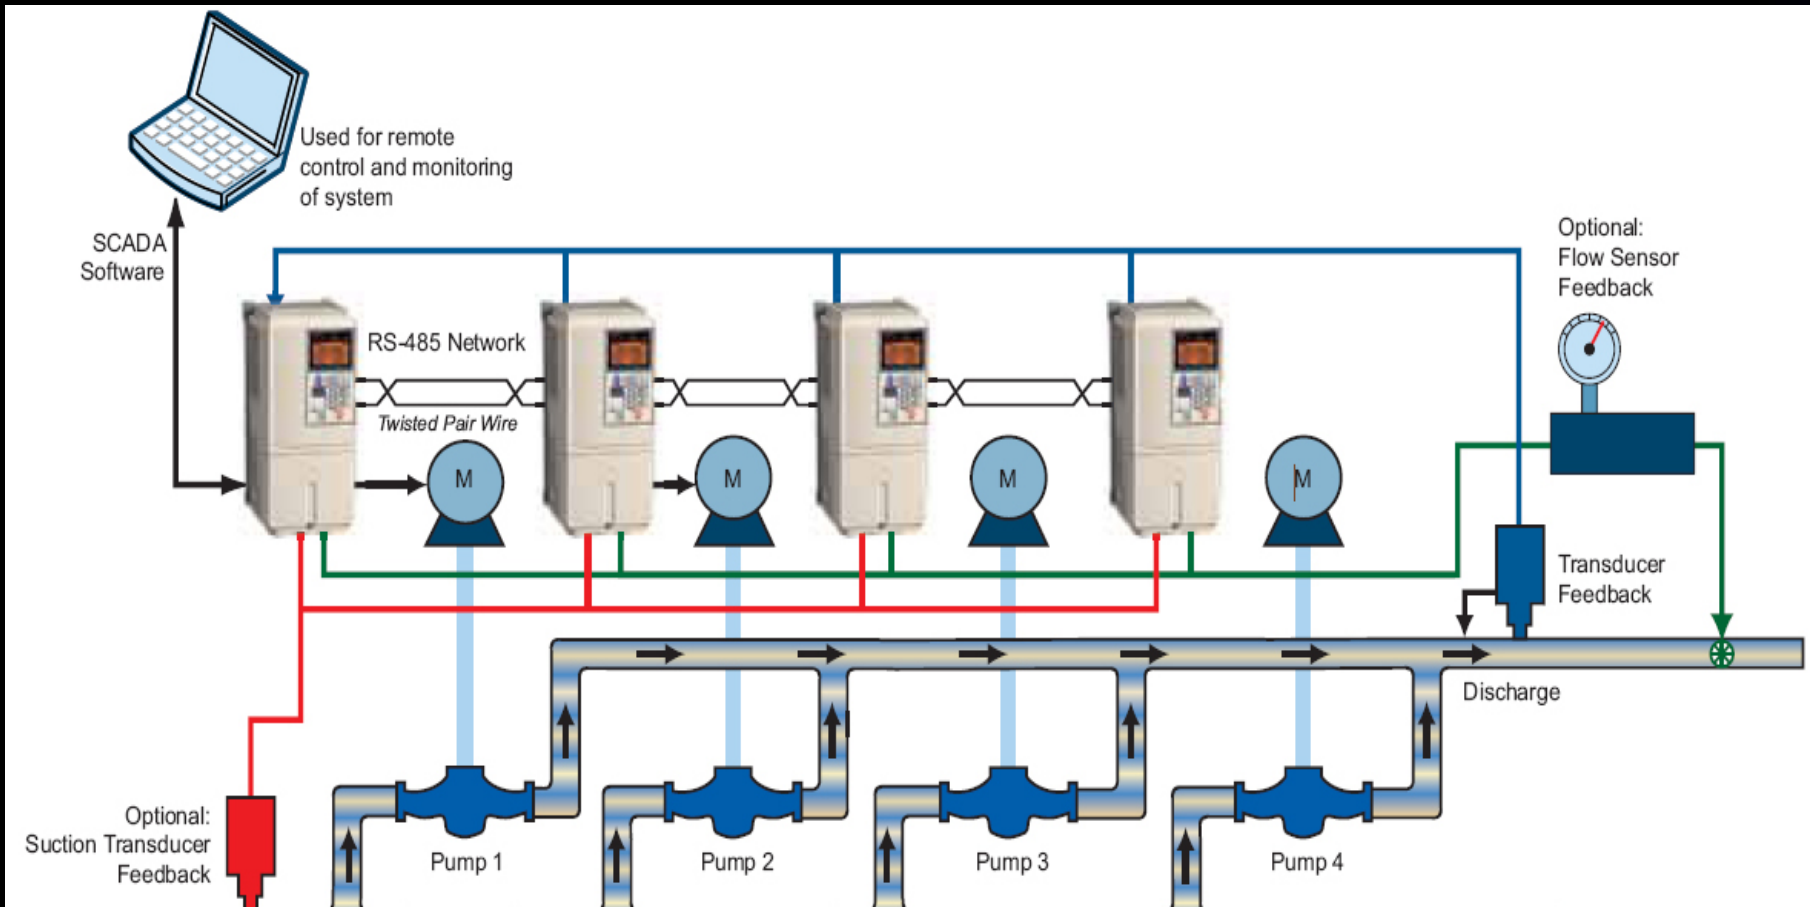 Used for remote
control and monitoring
of system
SCADA
Software
Optional:
Flow Sensor
Feedback
RS-485 Network
Twisted Pair Wire
M
M
M
M
Transducer
Feedback
Discharge
Optional:
Suction Transducer
Feedback
Pump 1
Pump 2
Pump 3
Pump 4